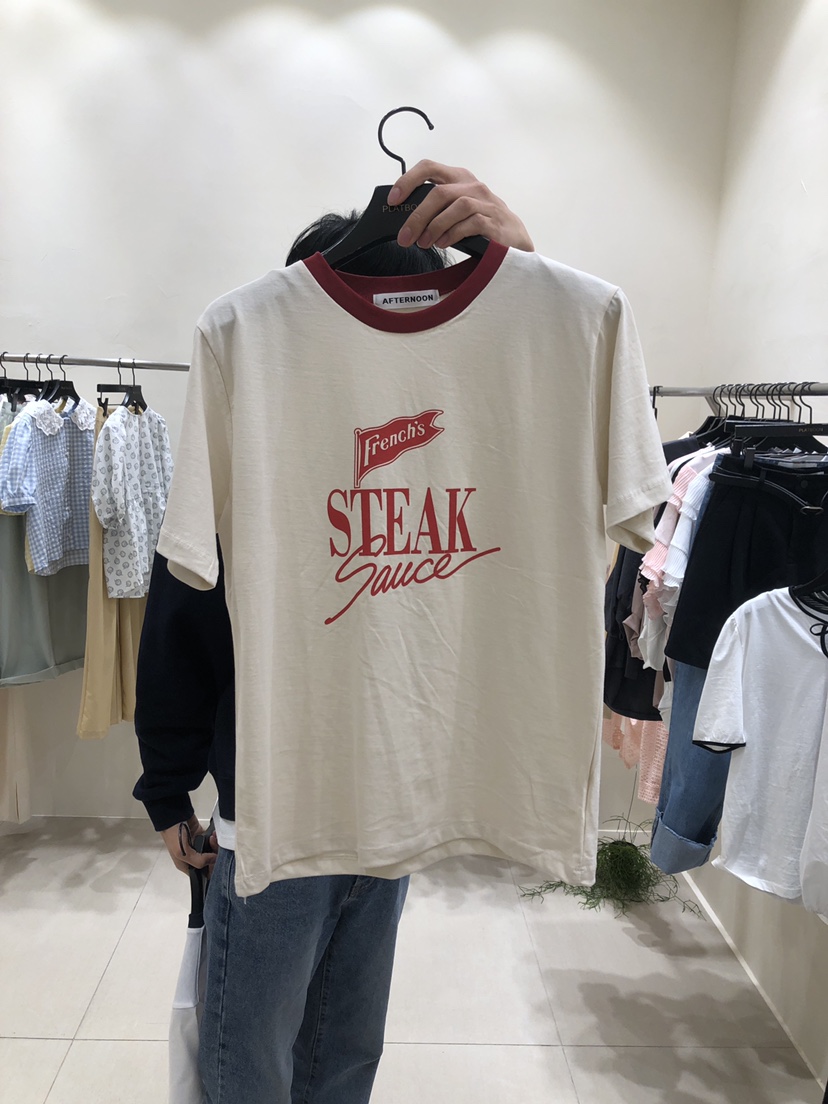 AFTERNOON
French's
STEAK
Sauce